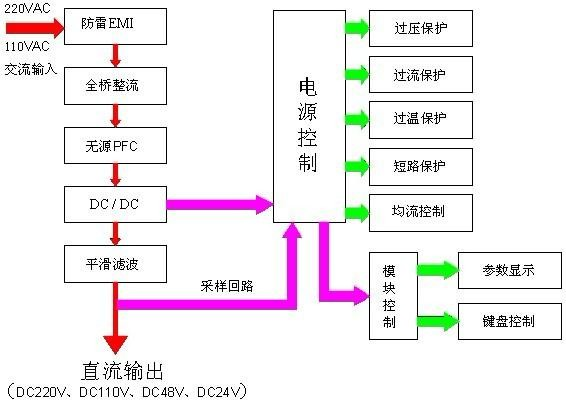 220VAC
110VAC
交流输入
防雷EMI
全桥整流
无源PFC
DC / DC
平滑滤波
采样回路
直流输出
（DC220V、DC110V、DC48V、DC24V）
电源控制
过压保护
过流保护
过温保护
短路保护
均流控制
模块控制
参数显示
键盘控制